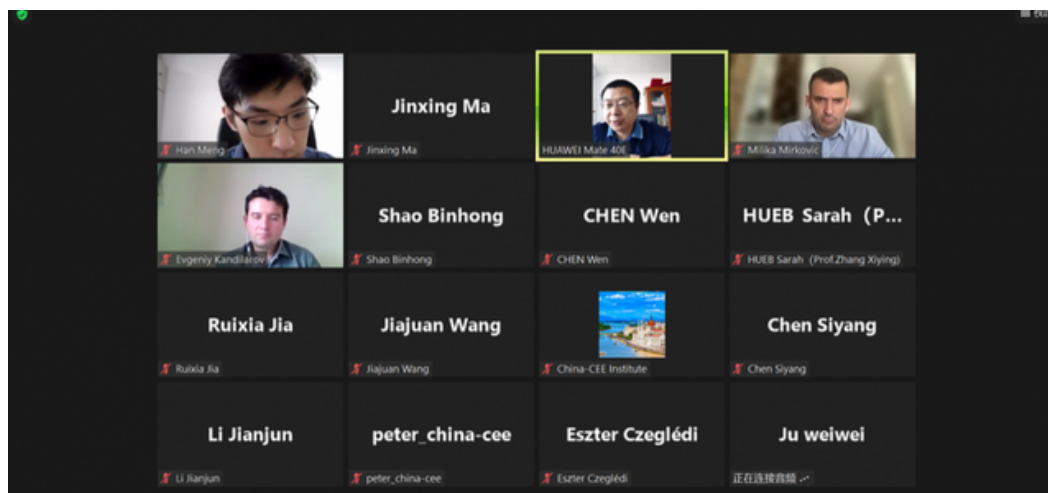 Han Meng
Jinxing Ma
Jinxing Ma
HUAWEI Mate 40E
Milika Mirkovic
Evgeniy Kandilarov
Shao Binhong
Shao Binhong
CHEN Wen
CHEN Wen
HUEB Sarah（P...
HUEB Sarah（Prof.Zhang Xiying)
Ruixia Jia
Ruixia Jia
Jiajuan Wang
Jiajuan Wang
China-CEE Institute
Chen Siyang
Chen Siyang
Li Jianjun
Li Jianjun
peter_china-cee
peter_china-cee
Eszter Czeglédi
Eszter Czeglédi
Ju weiwei
正在连接音频